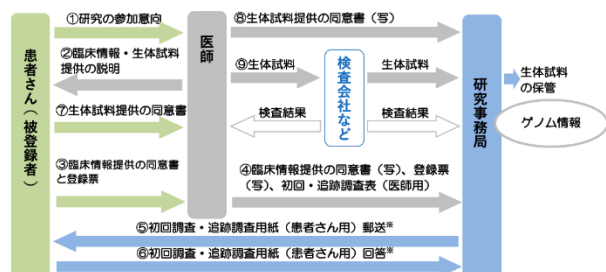 ①研究の参加意向
⑧生体試料提供の同意書（写）
②臨床情報・生体試料
提供の説明
⑨生体試料
生体試料
⑦生体試料提供の同意書
検査結果
検査結果
③臨床情報提供の同意書
と登録票
④臨床情報提供の同意書（写）、登録票
（写）、初回・追跡調査表（医師用）
⑤初回調査・追跡調査用紙（患者さん用）郵送※
⑥初回調査・追跡調査用紙（患者さん用）回答※
患者さん（被登録者）
医師
検査会社など
研究事務局
生体試料
の保管
ゲノム情報